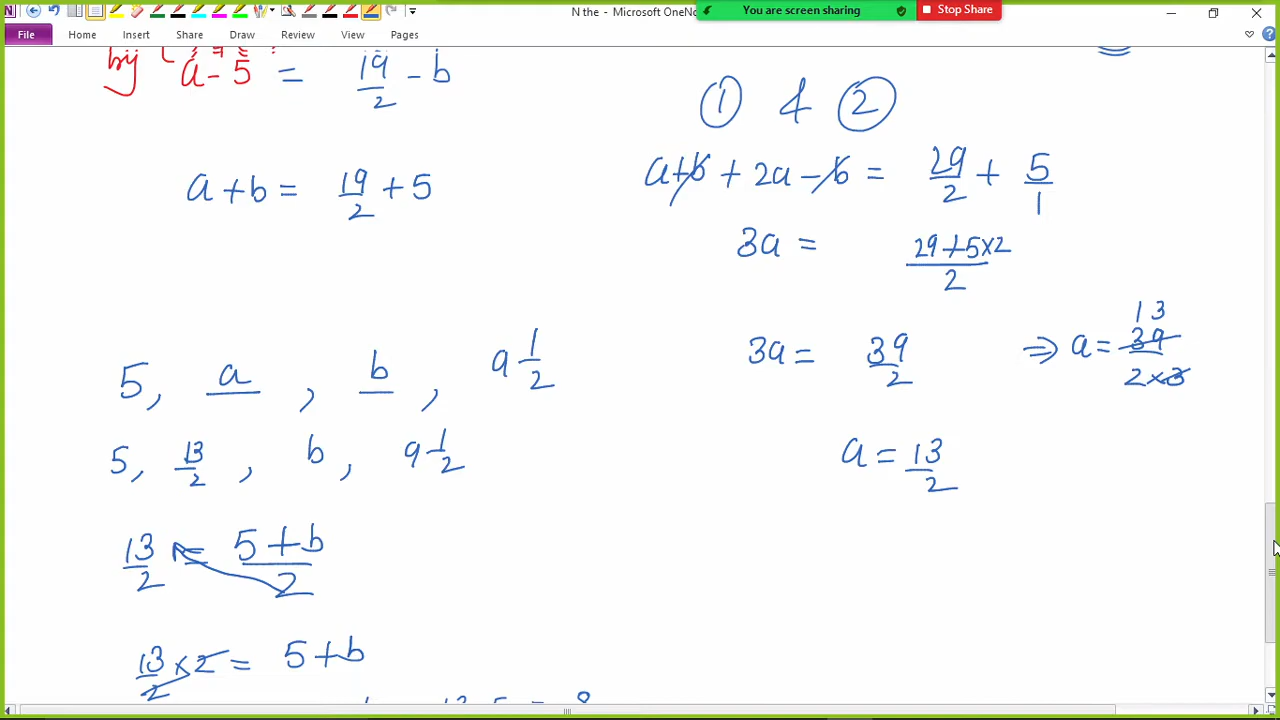 N the - Microsoft OneNo
You are screen sharing
Stop Share
File Home Insert Share Draw Review View Pages
by a - 5 = 19/2 - b
a + b = 19/2 + 5
5, a, b, 9 1/2
5, 13/2, b, 9 1/2
13/2 = 5+b/2
13/2 × 2 = 5 + b
① & ②
a+b + 2a - b = 29/2 + 5/1
3a = 29+5×2/2
3a = 39/2 ⇒ a = 13 39/2×3
a = 13/2